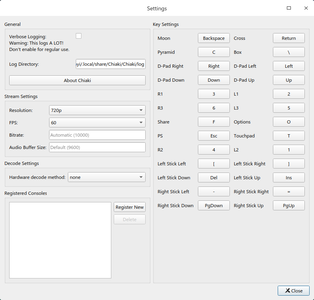 Settings
General
Verbose Logging:
Warning: This logs A LOT!
Don't enable for regular use.
Log Directory: sy/.local/share/Chiaki/Chiaki/log
About Chiaki
Stream Settings
Resolution: 720p
FPS: 60
Bitrate: Automatic (10000)
Audio Buffer Size: Default (9600)
Decode Settings
Hardware decode method: none
Registered Consoles
Register New
Delete
Key Settings
Moon Backspace Cross Return
Pyramid C Box \
D-Pad Right Right D-Pad Left Left
D-Pad Down Down D-Pad Up Up
R1 3 L1 2
R3 6 L3 5
Share F Options O
PS Esc Touchpad T
R2 4 L2 1
Left Stick Left Left Stick Right ]
Left Stick Down Del Left Stick Up Ins
Right Stick Left - Right Stick Right =
Right Stick Down PgDown Right Stick Up PgUp
Close